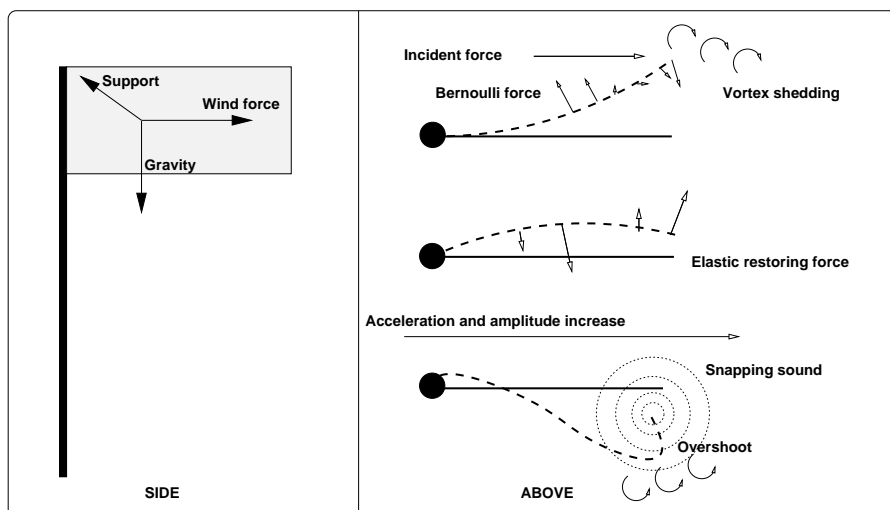 Support
Wind force
Gravity
SIDE
Incident force
Bernoulli force
Vortex shedding
Elastic restoring force
Acceleration and amplitude increase
Snapping sound
Overshoot
ABOVE